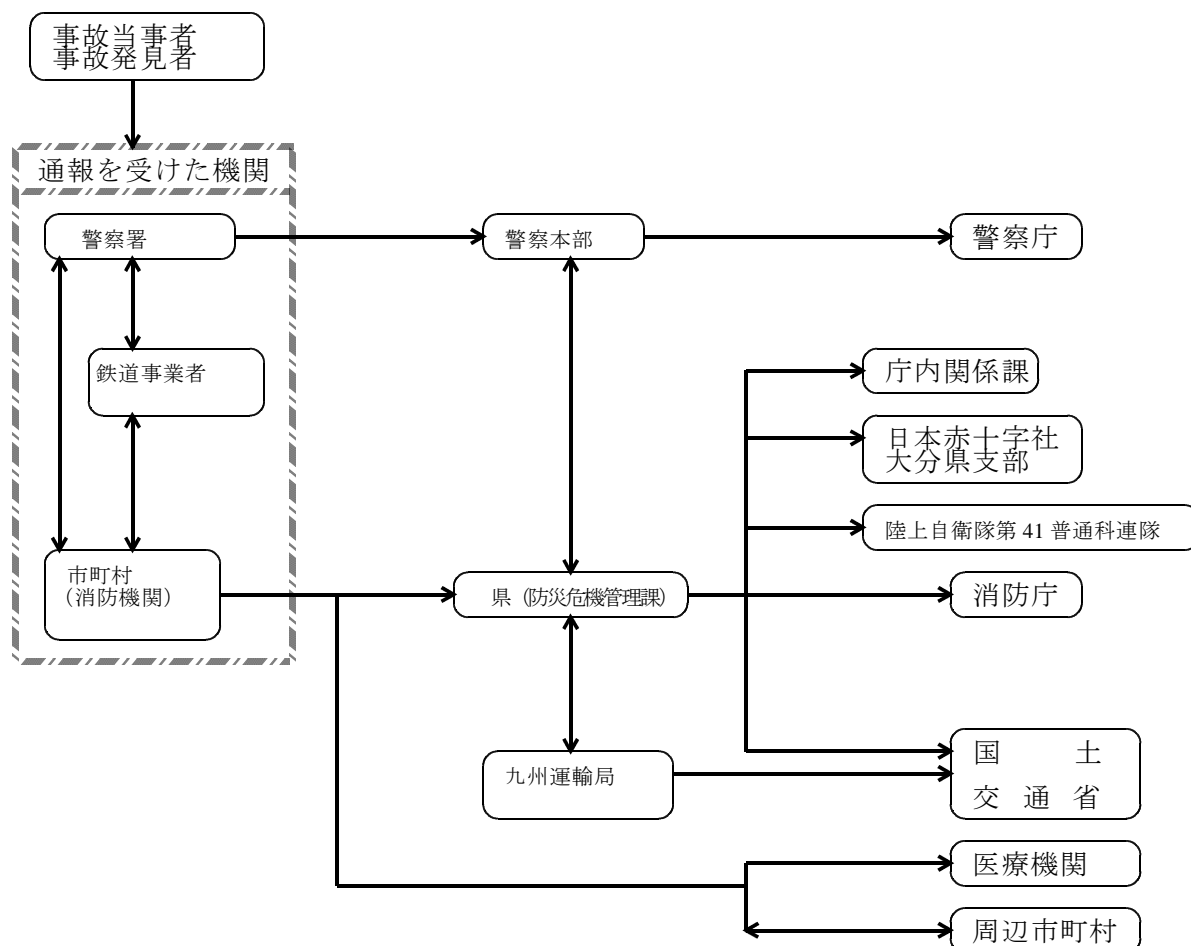 事故当事者
事故発見者
通報を受けた機関
警察署
警察本部
警察庁
鉄道事業者
庁内関係課
日本赤十字社
大分県支部
陸上自衛隊第 41 普通科連隊
市町村
(消防機関)
県 (防災危機管理課)
消防庁
九州運輸局
国 土
交 通 省
医療機関
周辺市町村